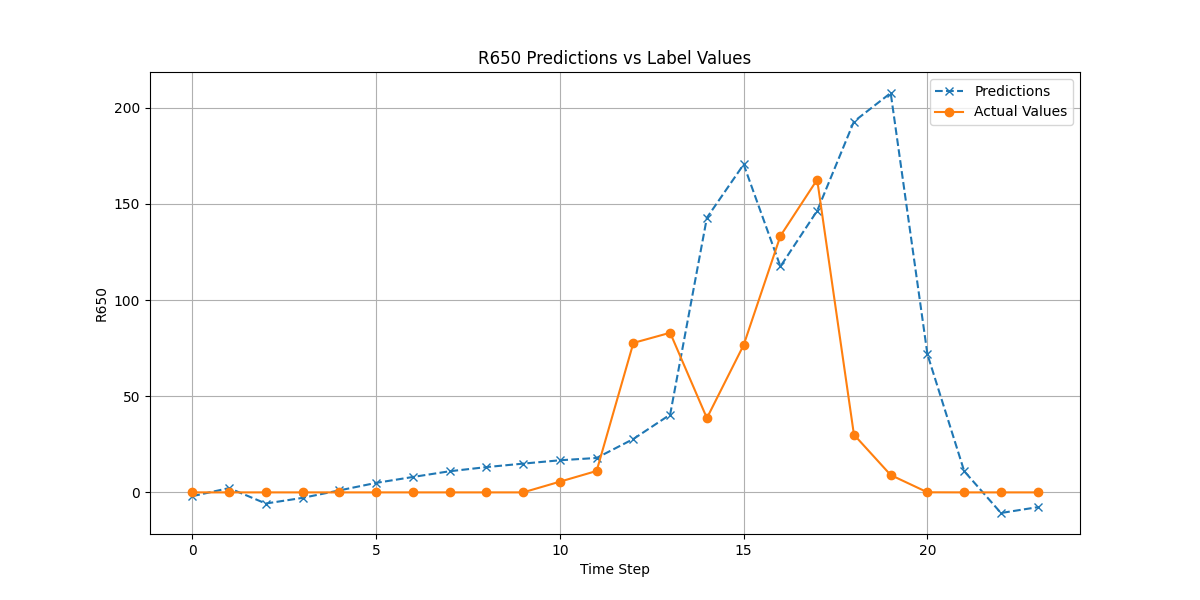 R650 Predictions vs Label Values
Predictions
Actual Values
R650
200
150
100
50
0
0 5 10 15 20
Time Step